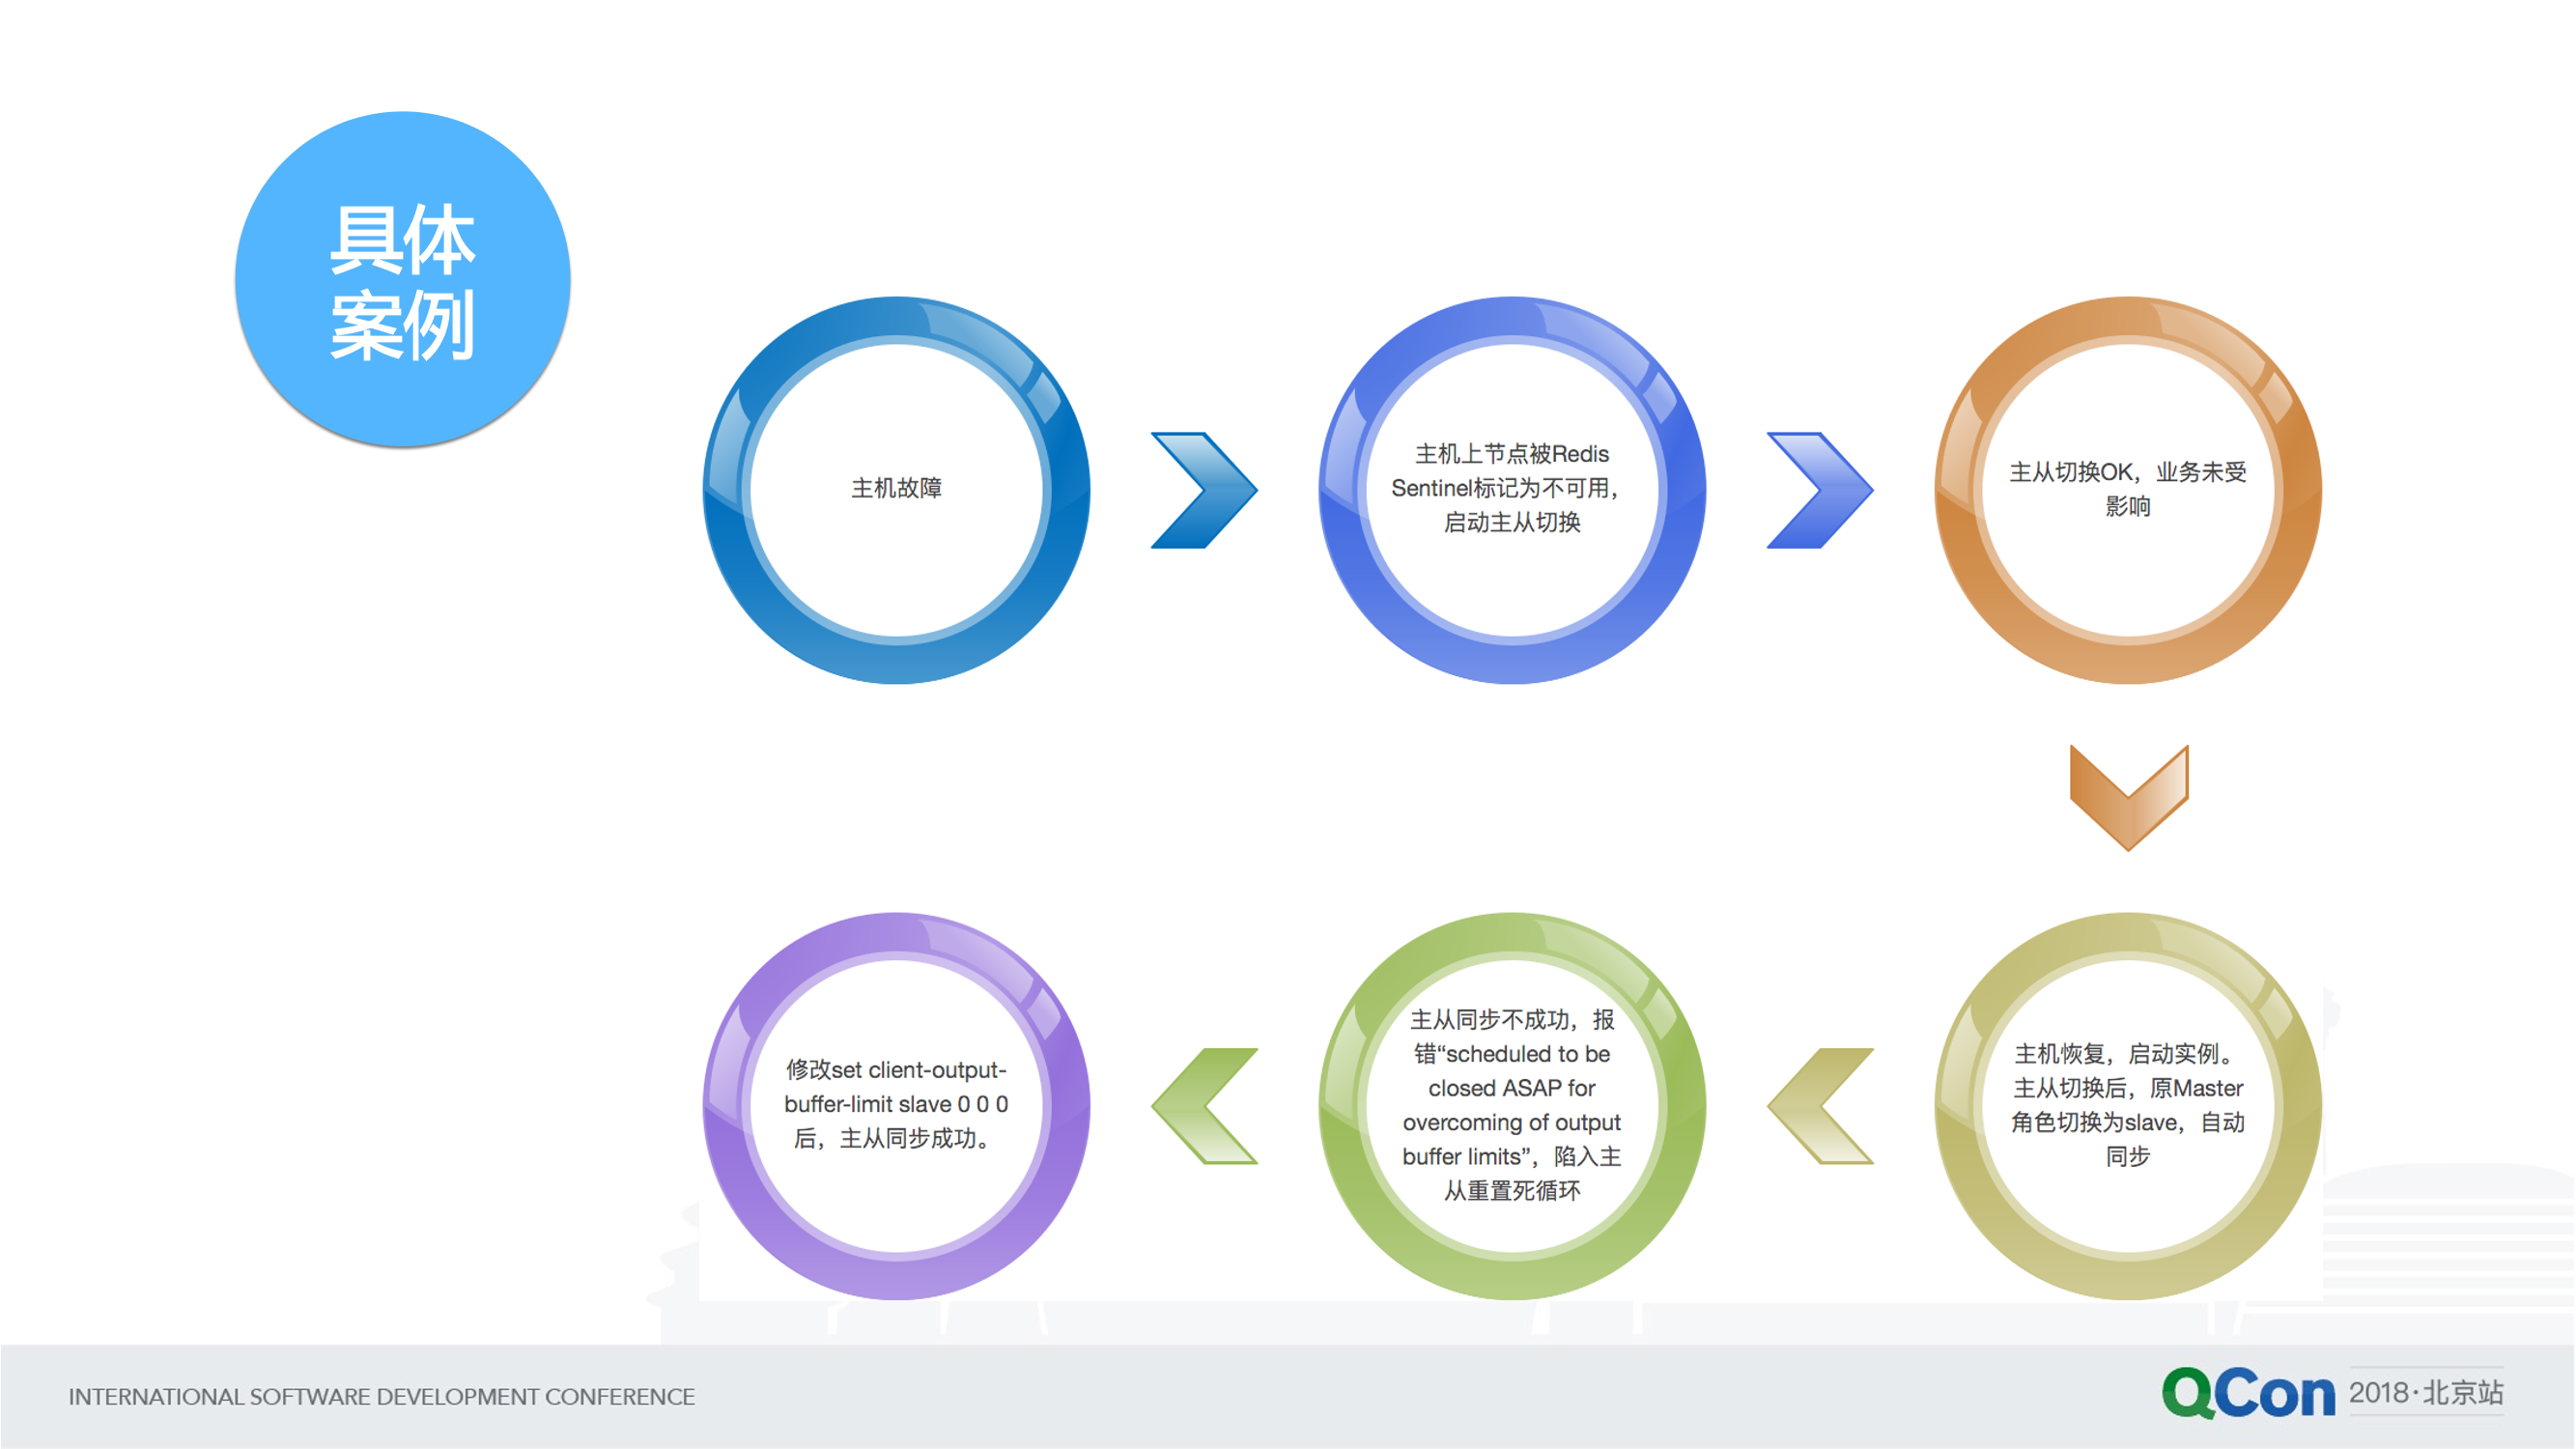 具体
案例
主机故障
主机上节点被Redis
Sentinel标记为不可用，
启动主从切换
主从切换OK，业务未受
影响
主机恢复，启动实例。
主从切换后，原Master
角色切换为slave，自动
同步
主从同步不成功，报
错“scheduled to be
closed ASAP for
overcoming of output
buffer limits”，陷入主
从重置死循环
修改set client-output-
buffer-limit slave 0 0 0
后，主从同步成功。
INTERNATIONAL SOFTWARE DEVELOPMENT CONFERENCE
QCon 2018·北京站